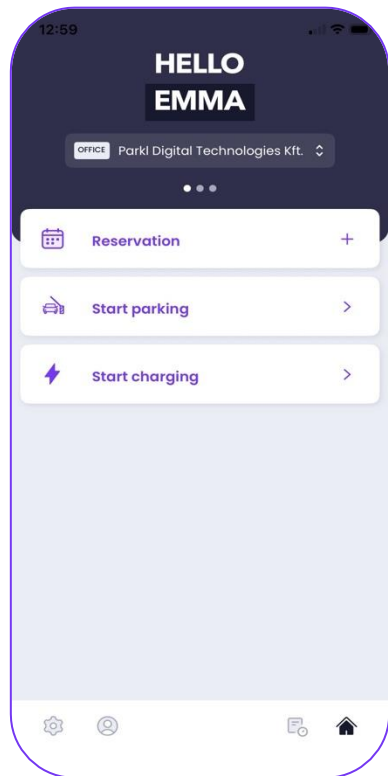 12:59
HELLO
EMMA
OFFICE Parkl Digital Technologies Kft.
Reservation
Start parking
Start charging